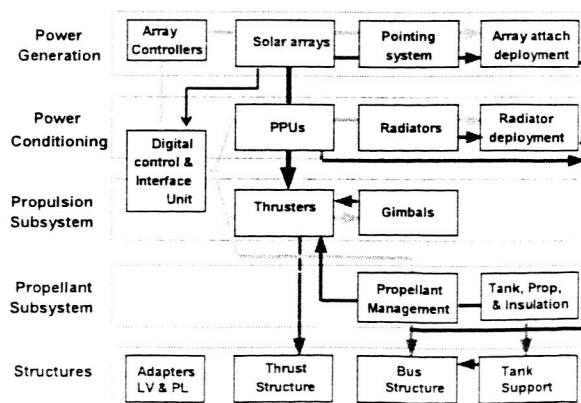 Power
Generation
Array
Controllers
Solar arrays
Pointing
system
Array attach
deployment
Power
Conditioning
Digital
control &
Interface
Unit
PPUs
Radiators
Radiator
deployment
Propulsion
Subsystem
Thrusters
Gimbals
Propellant
Subsystem
Propellant
Management
Tank, Prop,
& Insulation
Structures
Adapters
LV & PL
Thrust
Structure
Bus
Structure
Tank
Support